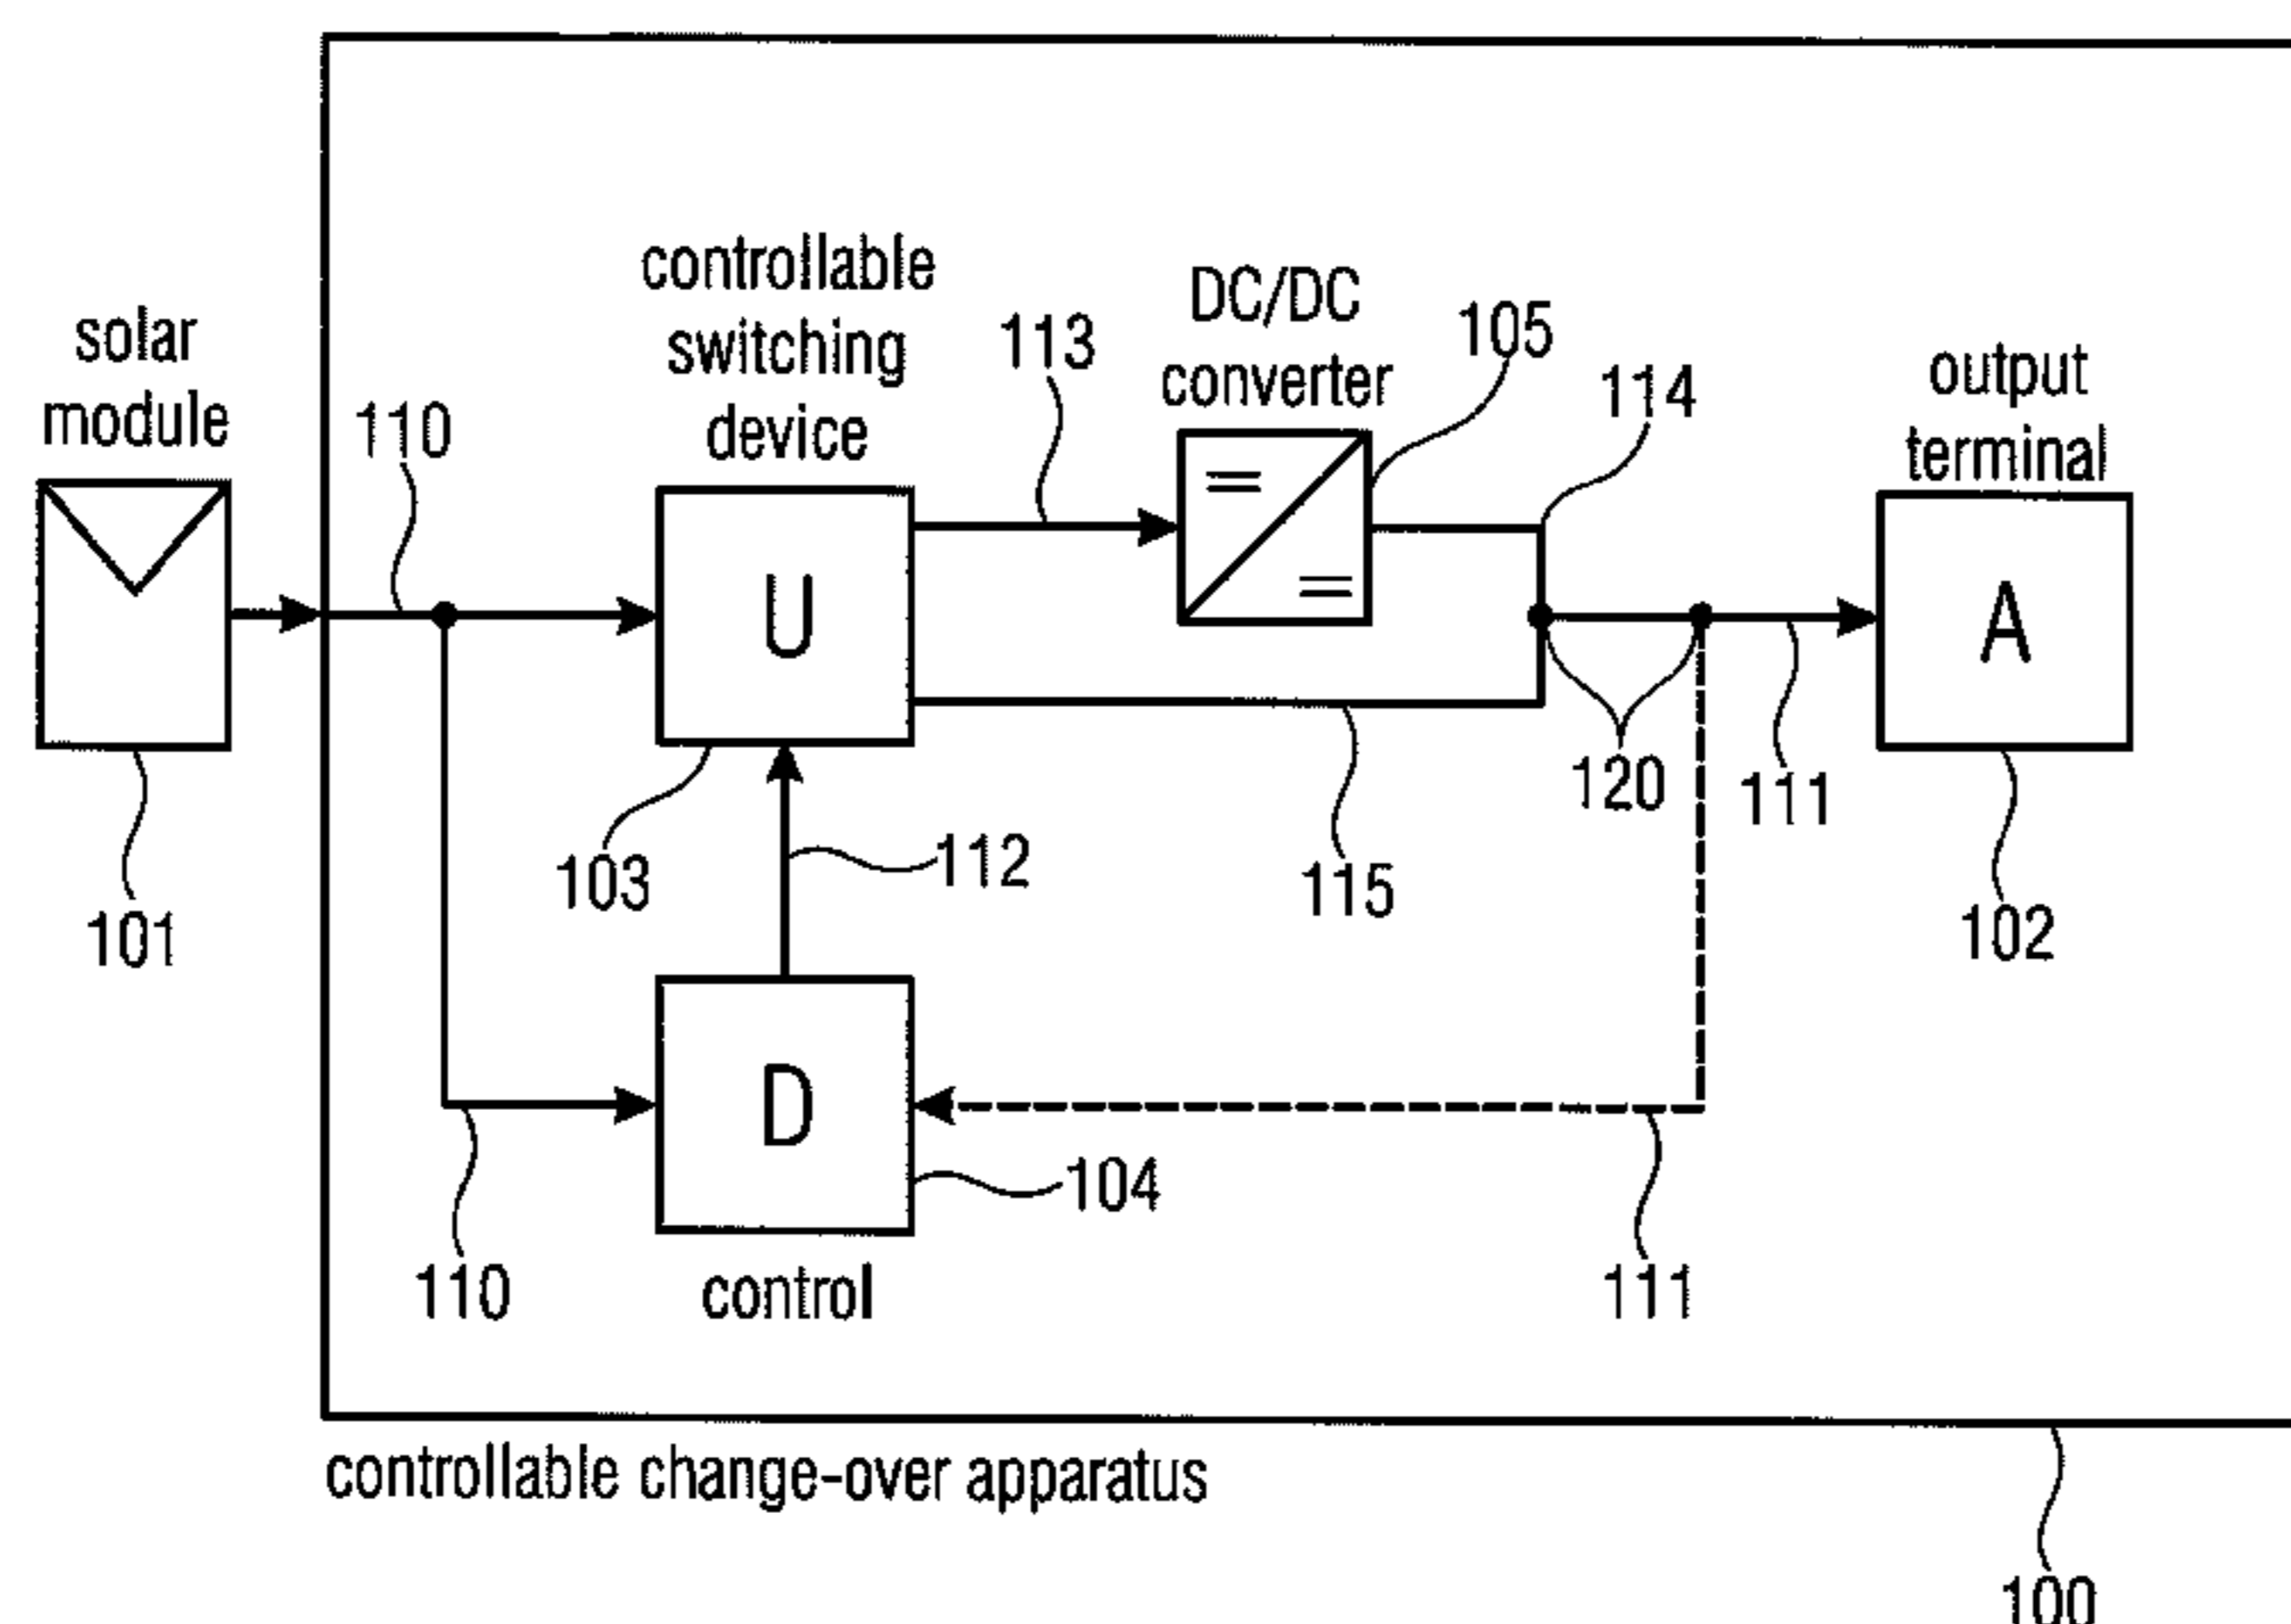 solar
module
110
controllable
switching
device
113
DC/DC
converter
105
114
output
terminal
U
A
120
111
103
112
115
101
102
D
104
110
control
111
controllable change-over apparatus
100